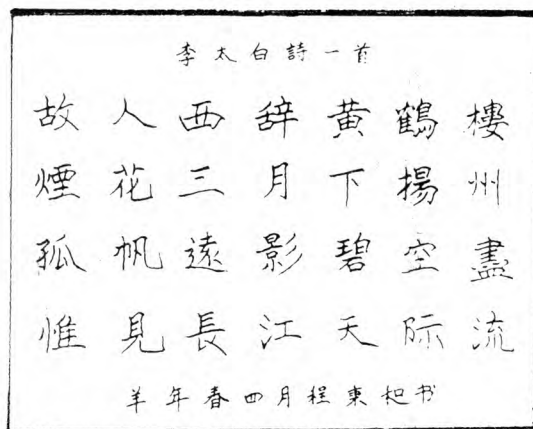 李太白詩一首
故人西辞黄鶴樓
煙花三月下揚州
孤帆遠影碧空盡
惟見長江天际流
羊年春四月程東起书